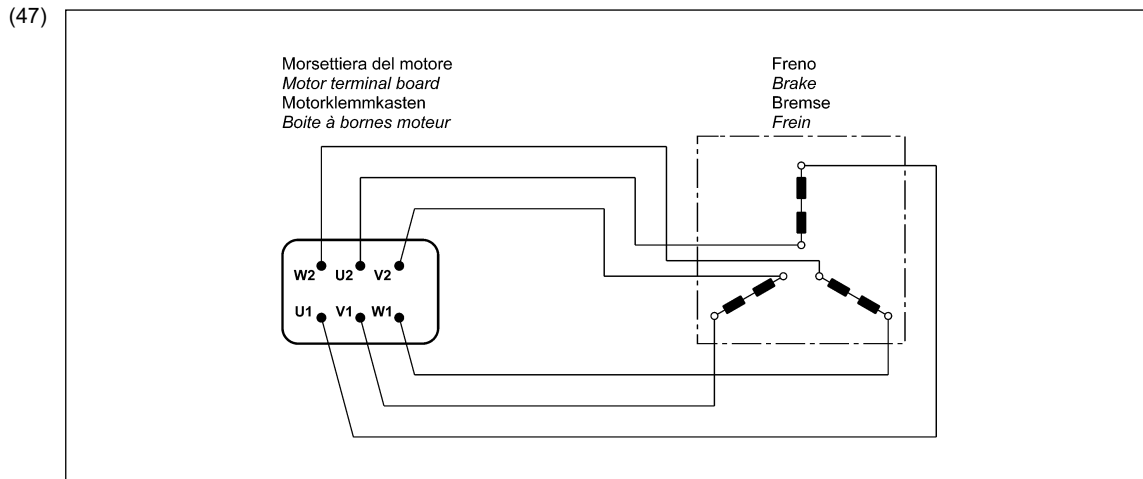 (47)
Morsettiera del motore
Motor terminal board
Motorklemmkasten
Boite à bornes moteur
Freno
Brake
Bremse
Frein
W2 U2 V2
U1 V1 W1